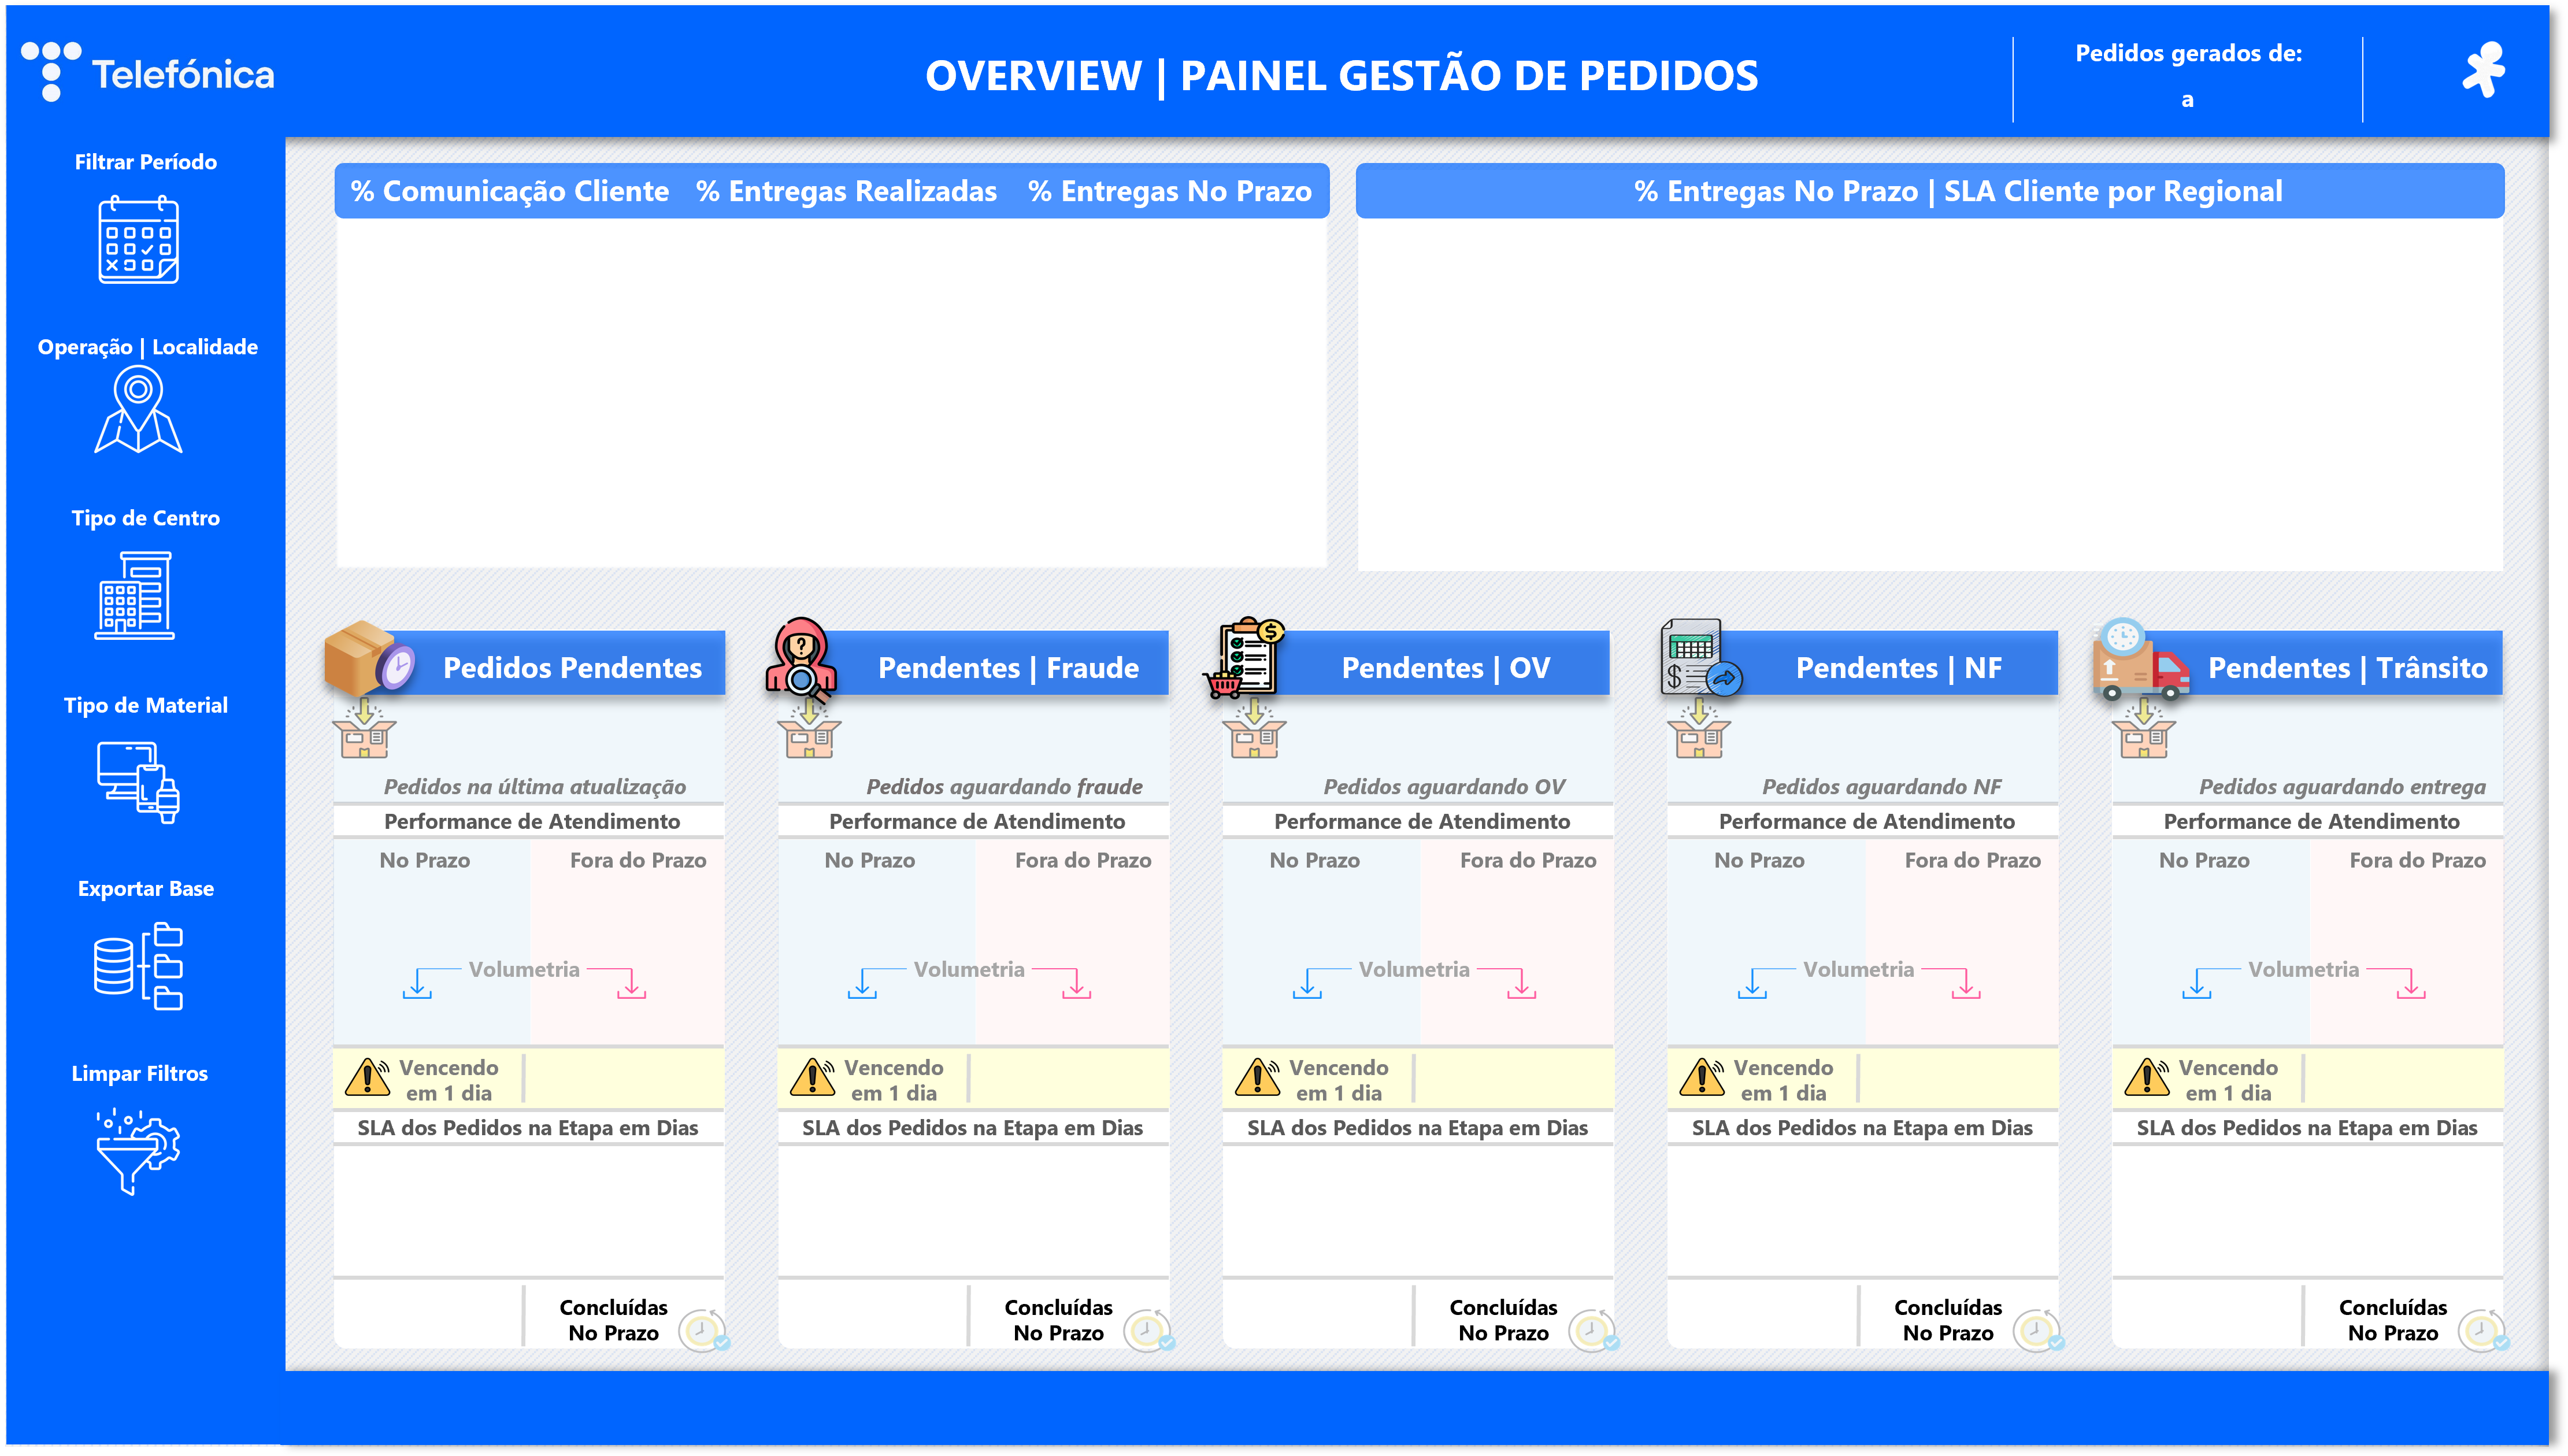 Telefónica
OVERVIEW | PAINEL GESTÃO DE PEDIDOS
Pedidos gerados de:
a
Filtrar Período
Operação | Localidade
Tipo de Centro
Tipo de Material
Exportar Base
Limpar Filtros
% Comunicação Cliente % Entregas Realizadas % Entregas No Prazo
% Entregas No Prazo | SLA Cliente por Regional
Pedidos Pendentes
Pedidos na última atualização
Performance de Atendimento
No Prazo Fora do Prazo
Volumetria
Vencendo
em 1 dia
SLA dos Pedidos na Etapa em Dias
Concluídas
No Prazo
Pendentes | Fraude
Pedidos aguardando fraude
Performance de Atendimento
No Prazo Fora do Prazo
Volumetria
Vencendo
em 1 dia
SLA dos Pedidos na Etapa em Dias
Concluídas
No Prazo
Pendentes | OV
Pedidos aguardando OV
Performance de Atendimento
No Prazo Fora do Prazo
Volumetria
Vencendo
em 1 dia
SLA dos Pedidos na Etapa em Dias
Concluídas
No Prazo
Pendentes | NF
Pedidos aguardando NF
Performance de Atendimento
No Prazo Fora do Prazo
Volumetria
Vencendo
em 1 dia
SLA dos Pedidos na Etapa em Dias
Concluídas
No Prazo
Pendentes | Trânsito
Pedidos aguardando entrega
Performance de Atendimento
No Prazo Fora do Prazo
Volumetria
Vencendo
em 1 dia
SLA dos Pedidos na Etapa em Dias
Concluídas
No Prazo